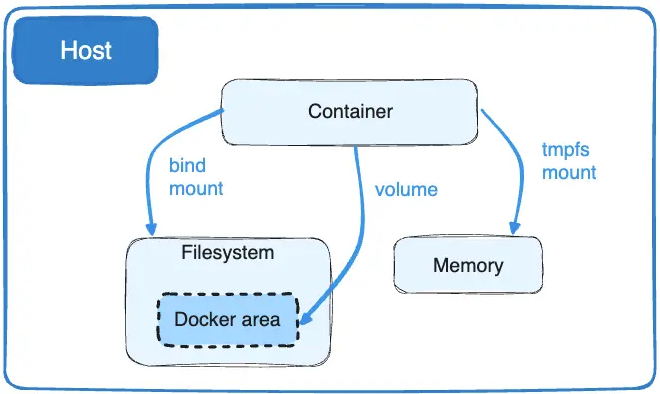 Host
Container
bind
mount
volume
tmpfs
mount
Filesystem
Memory
Docker area